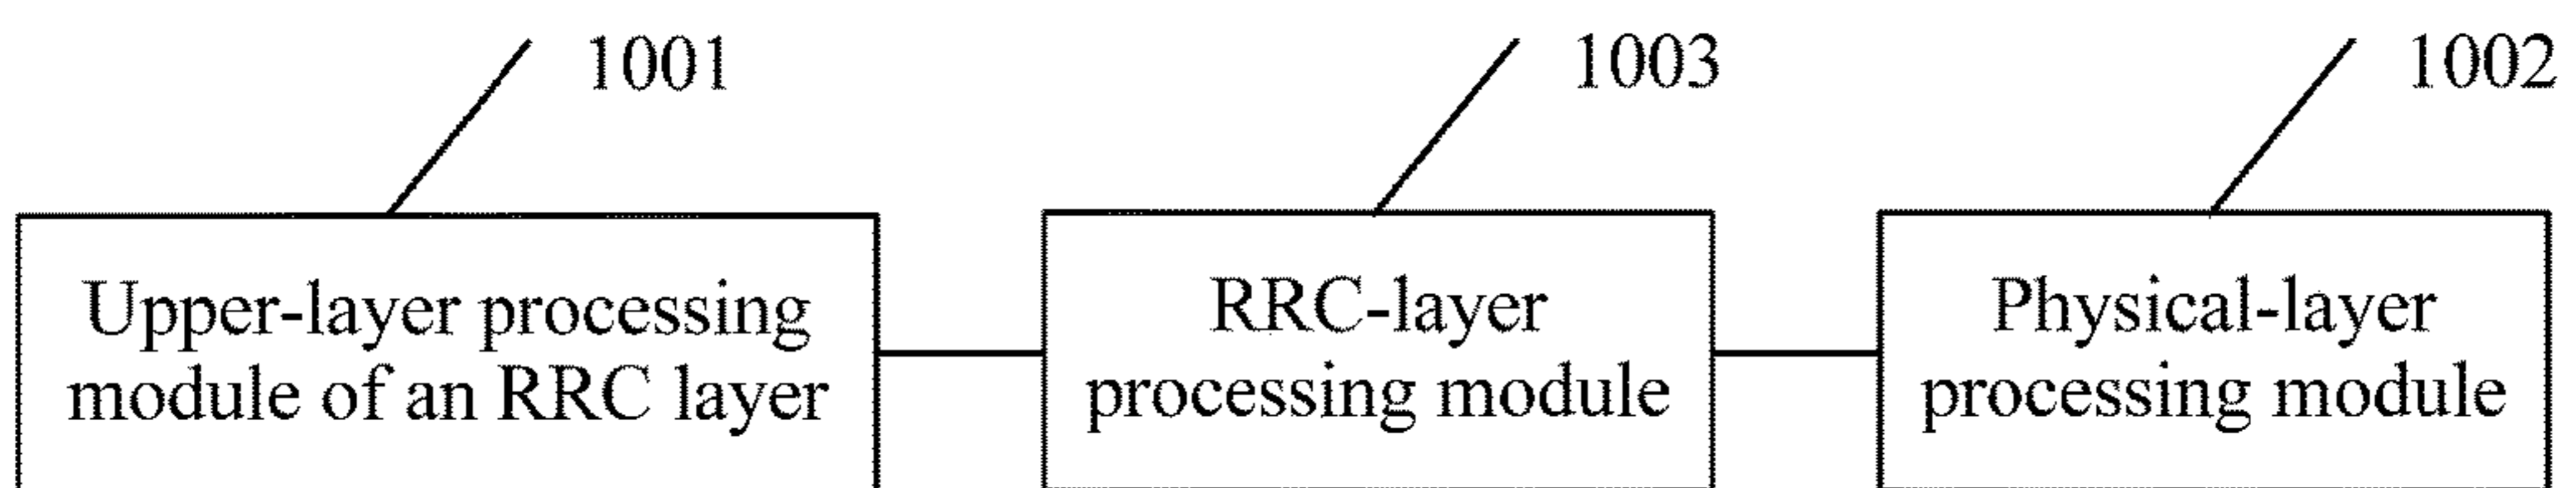 1001
1003
1002
Upper-layer processing
module of an RRC layer
RRC-layer
processing module
Physical-layer
processing module